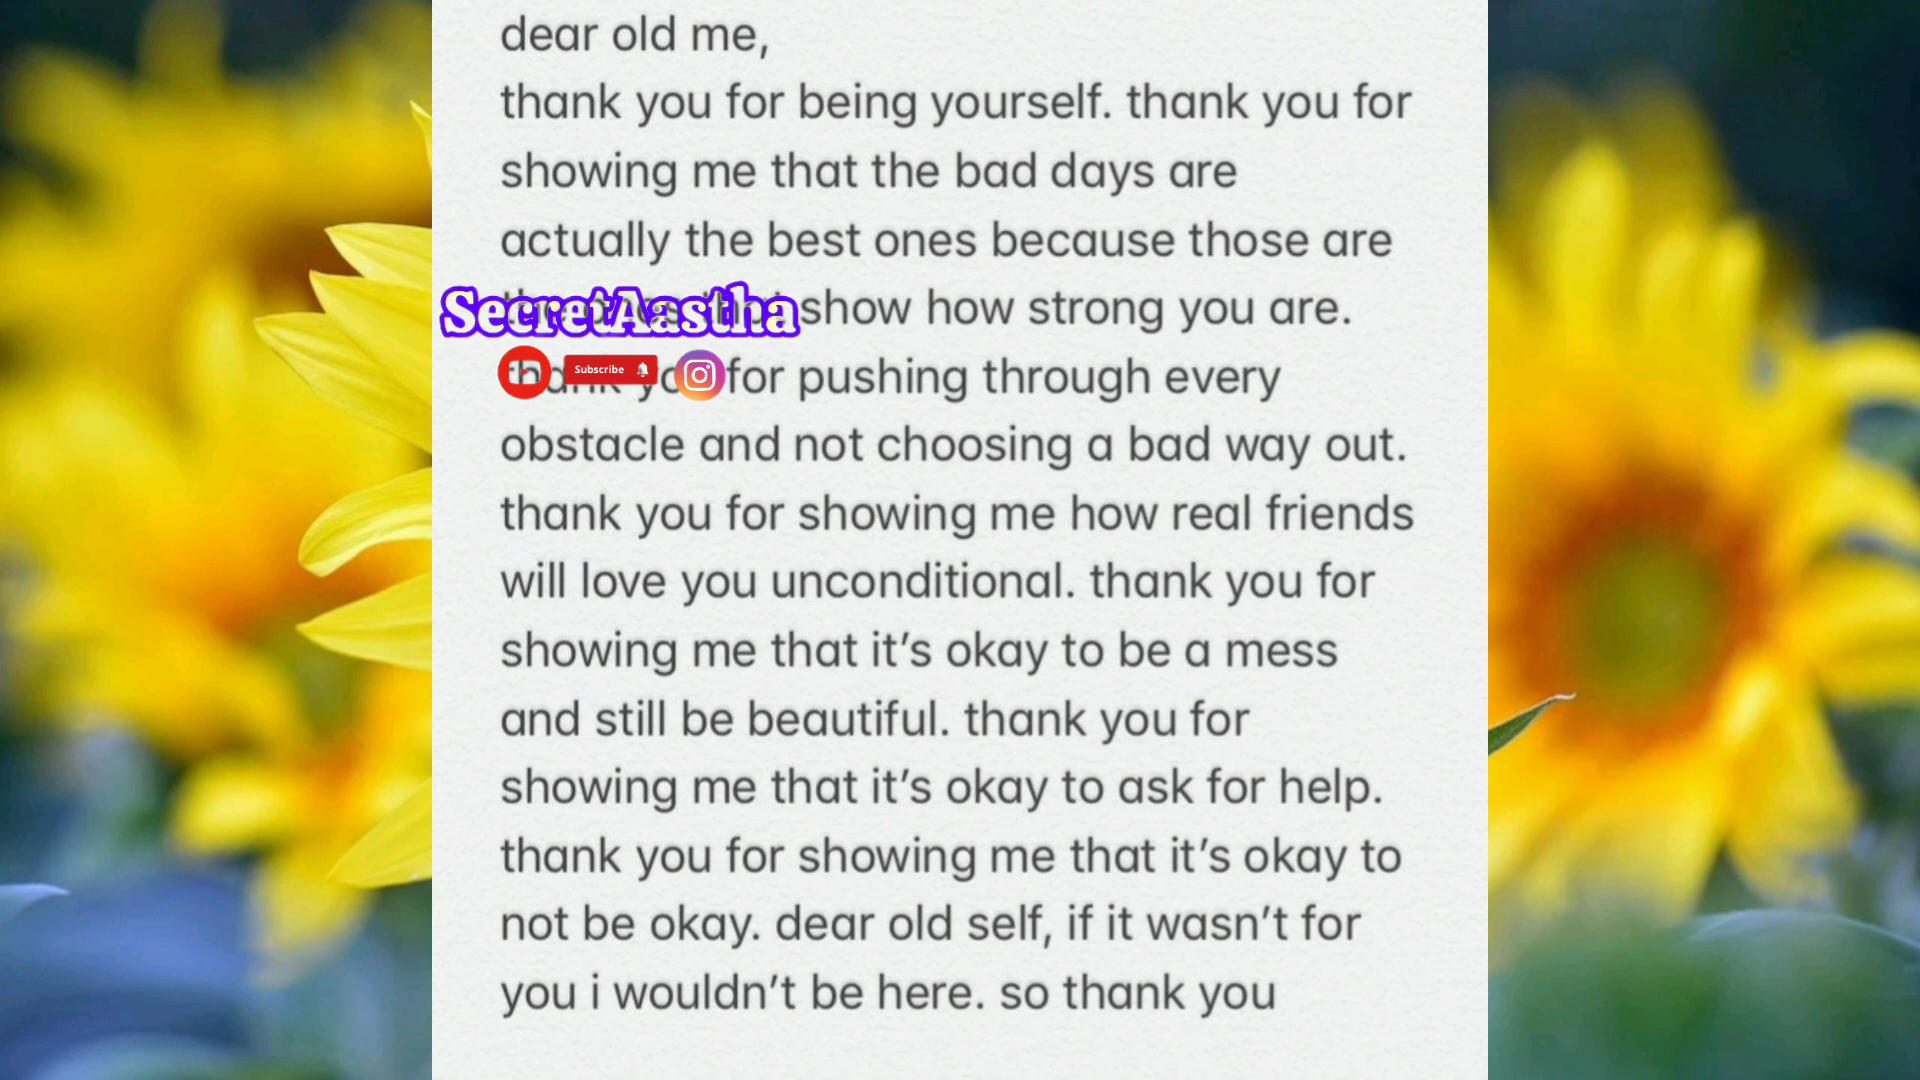 dear old me,
thank you for being yourself. thank you for
showing me that the bad days are
actually the best ones because those are
the ones that show how strong you are.
SecretAastha
thank you for pushing through every
Subscribe
obstacle and not choosing a bad way out.
thank you for showing me how real friends
will love you unconditional. thank you for
showing me that it’s okay to be a mess
and still be beautiful. thank you for
showing me that it’s okay to ask for help.
thank you for showing me that it’s okay to
not be okay. dear old self, if it wasn’t for
you i wouldn’t be here. so thank you